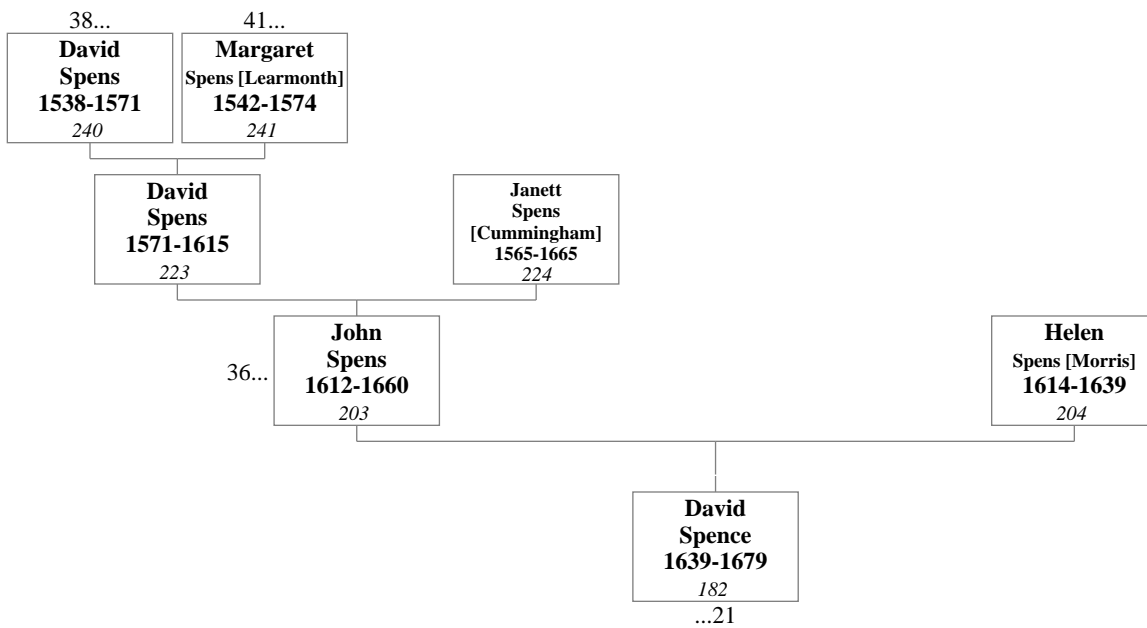 38...
David
Spens
1538-1571
240
41...
Margaret
Spens [Learmonth]
1542-1574
241
David
Spens
1571-1615
223
Janett
Spens
[Cummingham]
1565-1665
224
36...
John
Spens
1612-1660
203
Helen
Spens [Morris]
1614-1639
204
David
Spence
1639-1679
182
...21